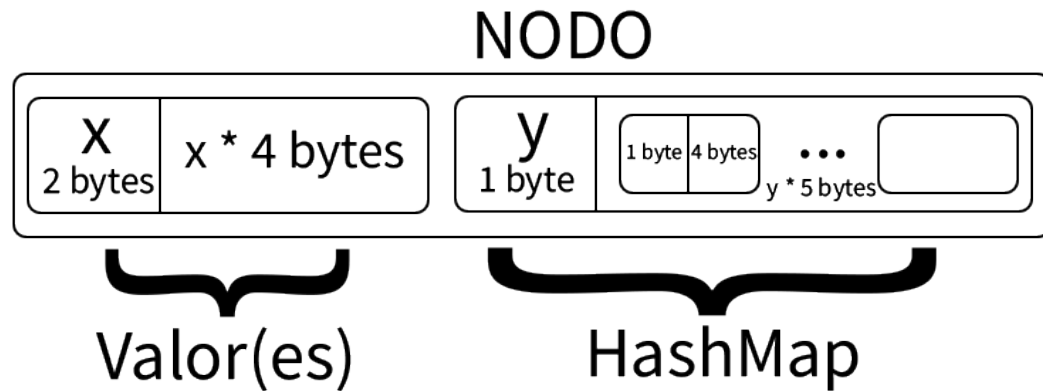 NODO
x
2 bytes
x * 4 bytes
y
1 byte
1 byte
4 bytes
...
y * 5 bytes
Valor(es)
HashMap